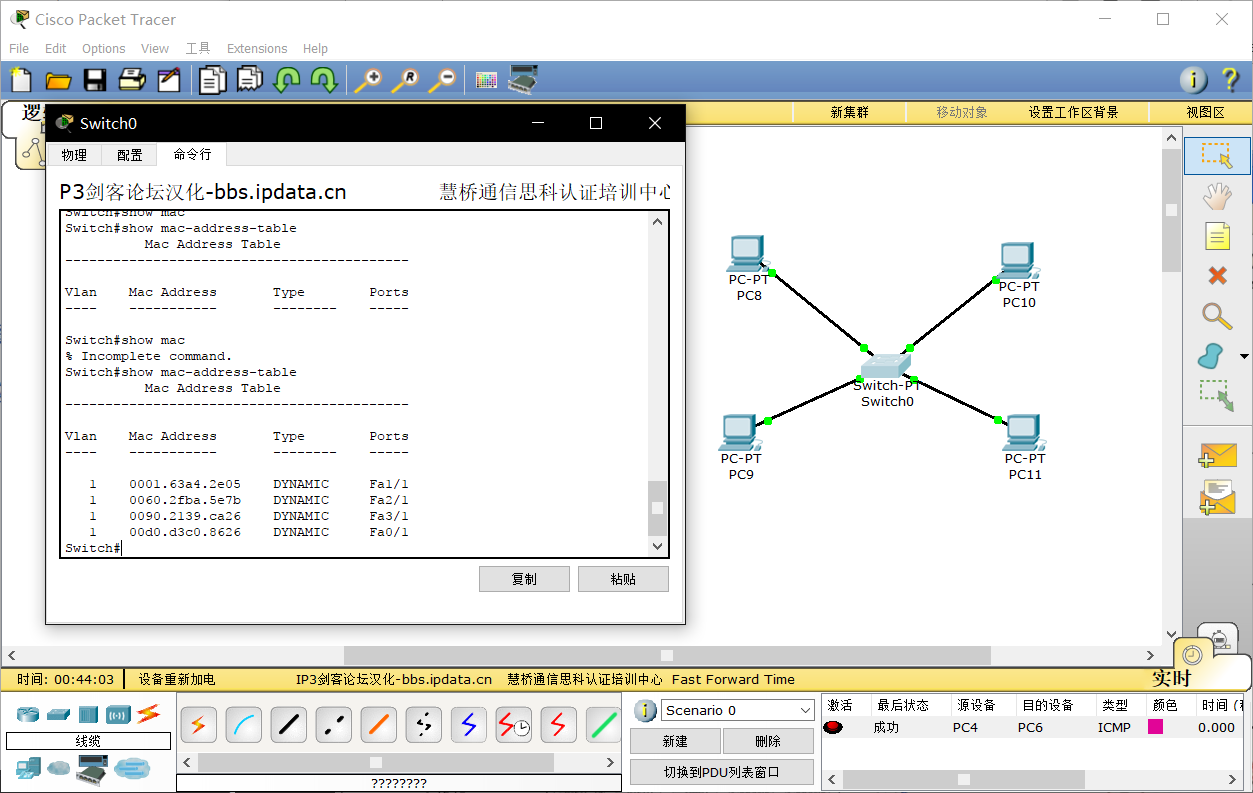 Cisco Packet Tracer
File Edit Options View 工具 Extensions Help
新集群 移动对象 设置工作区背景 视图区
Switch0
物理 配置 命令行
P3剑客论坛汉化-bbs.ipdata.cn 慧桥通信思科认证培训中心
Switch#show mac
Switch#show mac-address-table
Mac Address Table
-------------------------------------------
Vlan Mac Address Type Ports
---- ----------- -------- -----
Switch#show mac
% Incomplete command.
Switch#show mac-address-table
Mac Address Table
-------------------------------------------
Vlan Mac Address Type Ports
---- ----------- -------- -----
1 0001.63a4.2e05 DYNAMIC Fa1/1
1 0060.2fba.5e7b DYNAMIC Fa2/1
1 0090.2139.ca26 DYNAMIC Fa3/1
1 00d0.d3c0.8626 DYNAMIC Fa0/1
Switch#
复制 粘贴
PC-PT
PC8
PC-PT
PC10
Switch-PT
Switch0
PC-PT
PC9
PC-PT
PC11
时间: 00:44:03 设备重新加电 IP3剑客论坛汉化-bbs.ipdata.cn 慧桥通信思科认证培训中心 Fast Forward Time 实时
线缆
????????
Scenario 0
新建 删除
切换到PDU列表窗口
激活 最后状态 源设备 目的设备 类型 颜色 时间
成功 PC4 PC6 ICMP 0.000